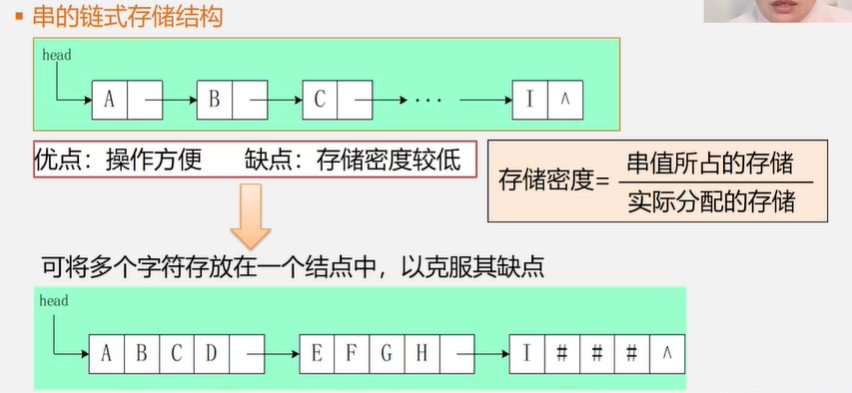 ▪ 串的链式存储结构
head
A B C ··· I ∧
优点：操作方便 缺点：存储密度较低
存储密度= 串值所占的存储
实际分配的存储
可将多个字符存放在一个结点中，以克服其缺点
head
A B C D E F G H I # # # ∧